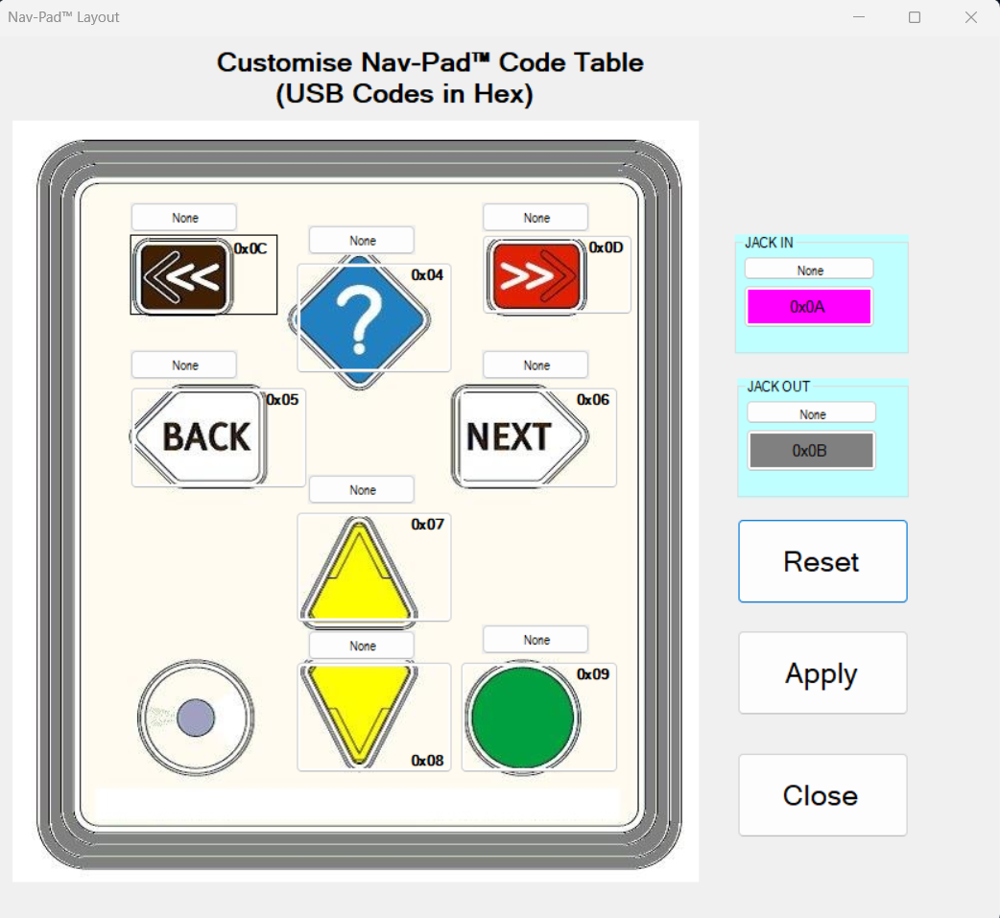 Nav-Pad™ Layout
Customise Nav-Pad™ Code Table
(USB Codes in Hex)
None
None
None
0x0C
0x04
0x0D
None
None
0x05
0x06
BACK
NEXT
None
0x07
None
None
0x08
0x09
JACK IN
None
0x0A
JACK OUT
None
0x0B
Reset
Apply
Close